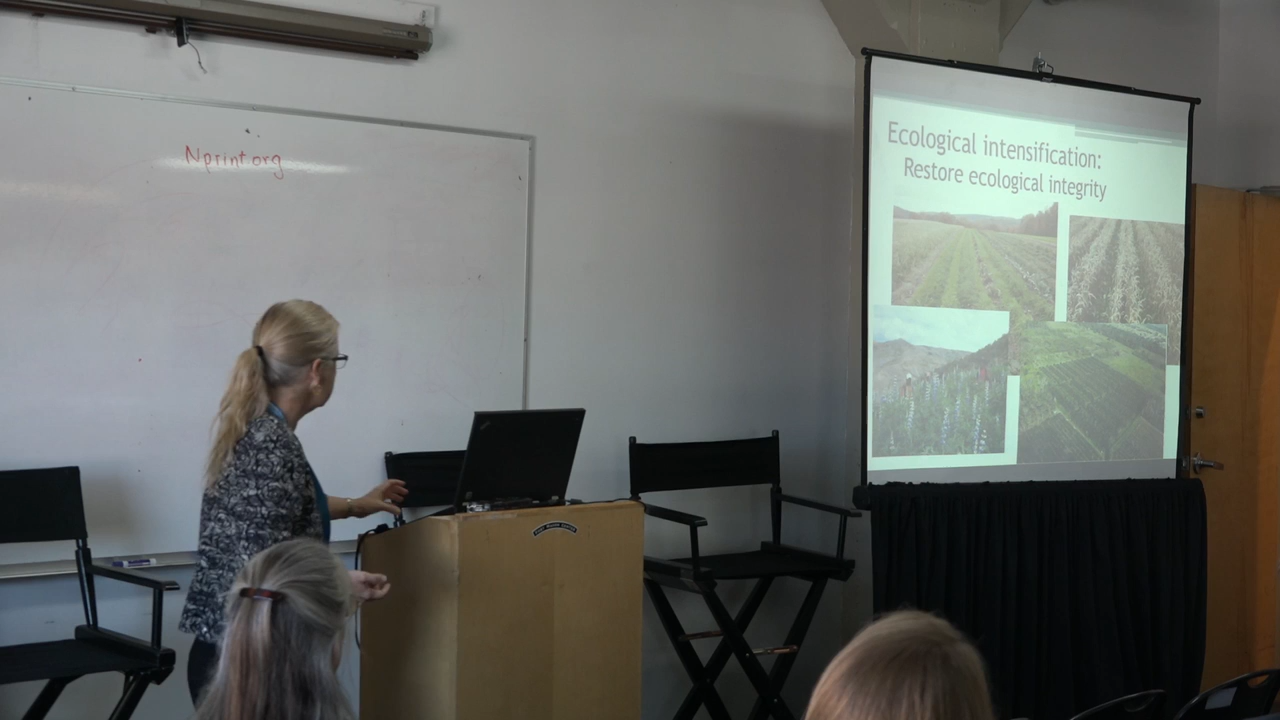 Nprint.org
Ecological intensification:
Restore ecological integrity